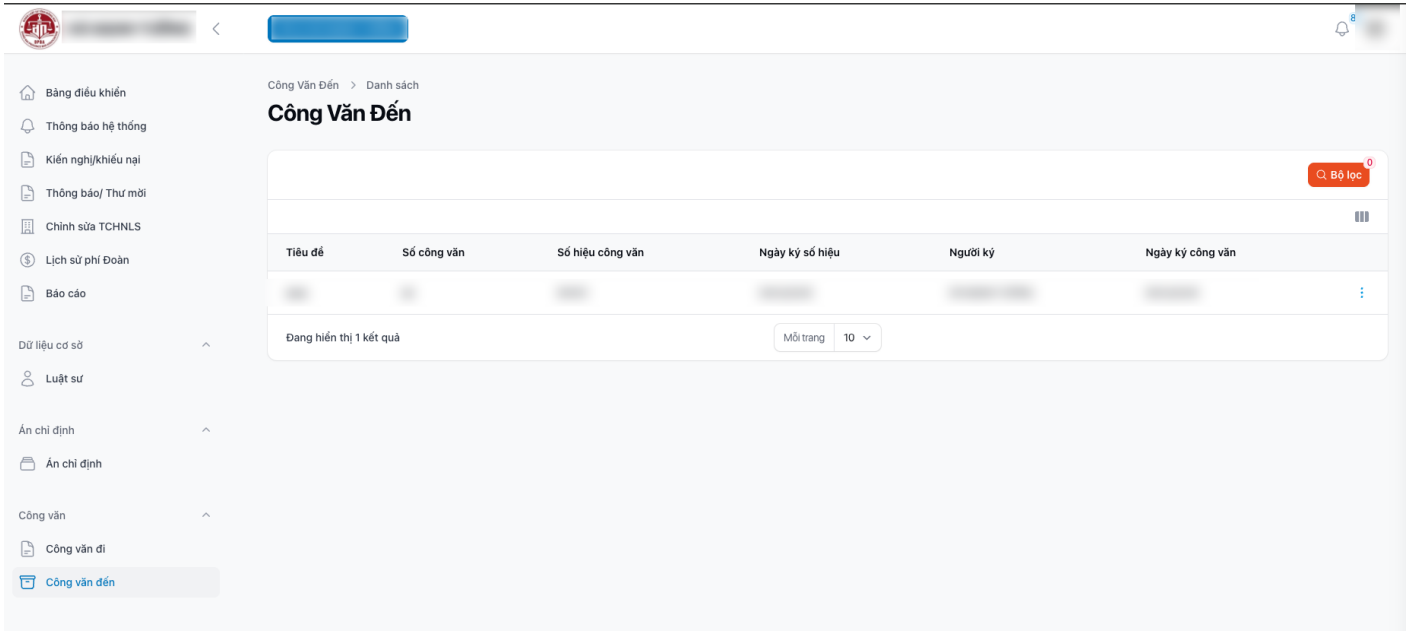 8
Công Văn Đến > Danh sách
Công Văn Đến
Bảng điều khiển
Thông báo hệ thống
Kiến nghị/khiếu nại
Thông báo/ Thư mời
Chỉnh sửa TCHNLS
Lịch sử phí Đoàn
Báo cáo
Dữ liệu cơ sở
Luật sư
Án chỉ định
Án chỉ định
Công văn
Công văn đi
Công văn đến
0
Bộ lọc
Tiêu đề Số công văn Số hiệu công văn Ngày ký số hiệu Người ký Ngày ký công văn
Đang hiển thị 1 kết quả
Mỗi trang 10